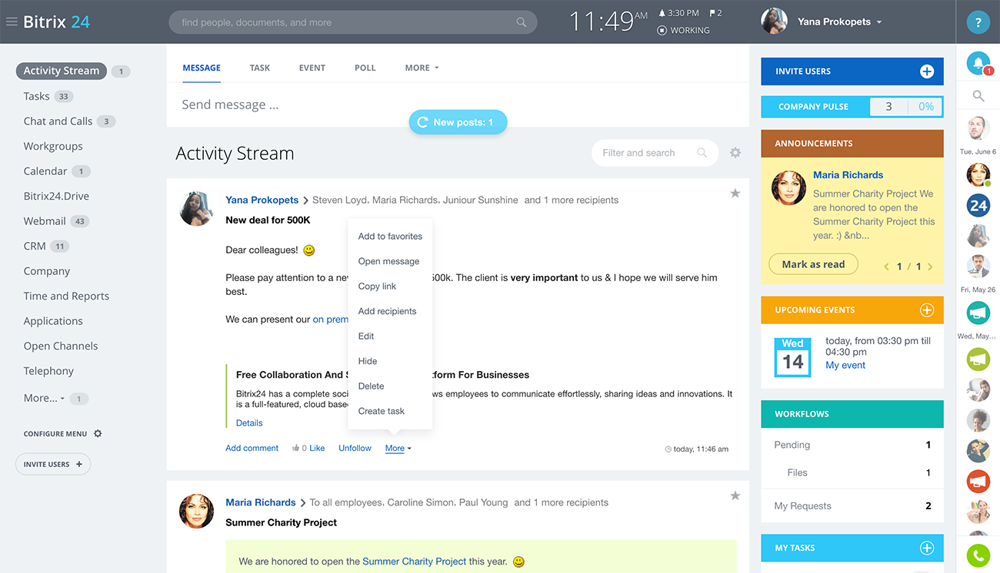 Bitrix 24
find people, documents, and more
11:49 AM
3:30 PM 2
WORKING
Yana Prokopets
?
Activity Stream 1
Tasks 33
Chat and Calls 3
Workgroups
Calendar 1
Bitrix24.Drive
Webmail 43
CRM 11
Company
Time and Reports
Applications
Open Channels
Telephony
More... 1
CONFIGURE MENU
INVITE USERS +
MESSAGE TASK EVENT POLL MORE
Send message ...
New posts: 1
Activity Stream
Filter and search
Yana Prokopets > Steven Loyd, Maria Richards, Juniour Sunshine and 1 more recipients
New deal for 500K
Dear colleagues!
Please pay attention to a new 500k. The client is very important to us & I hope we will serve him
best.
We can present our on prem
Free Collaboration And S tform For Businesses
Bitrix24 has a complete soci ws employees to communicate effortlessly, sharing ideas and innovations. It
is a full-featured, cloud base
Details
Add comment 0 Like Unfollow More
today, 11:46 am
Add to favorites
Open message
Copy link
Add recipients
Edit
Hide
Delete
Create task
Maria Richards > To all employees, Caroline Simon, Paul Young and 1 more recipients
Summer Charity Project
We are honored to open the Summer Charity Project this year.
INVITE USERS
COMPANY PULSE 3 0%
ANNOUNCEMENTS
Maria Richards
Summer Charity Project We
are honored to open the
Summer Charity Project this
year. :) &nb...
Mark as read
< 1 / 1 >
UPCOMING EVENTS
Wed
14
today, from 03:30 pm till
04:30 pm
My event
WORKFLOWS
Pending 1
Files 1
My Requests 2
MY TASKS
1
Tue, June 6
24
Fri, May 26
Wed, May...